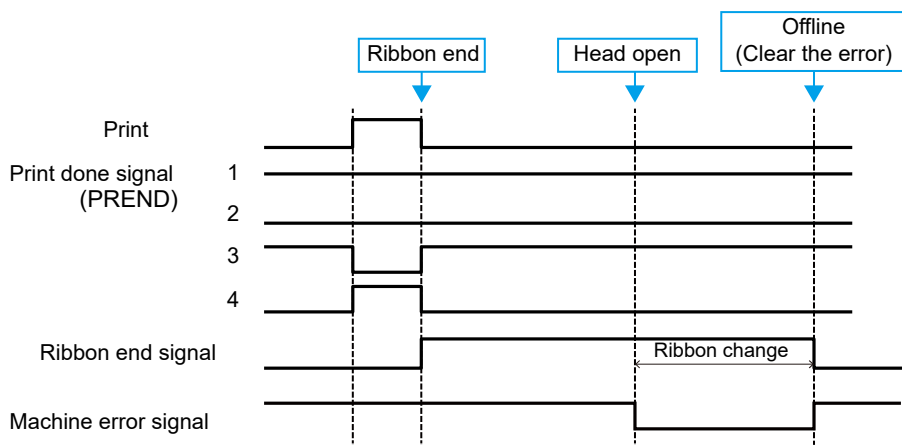 Offline
(Clear the error)
Ribbon end
Head open
Print
Print done signal
(PREND)
1
2
3
4
Ribbon end signal
Ribbon change
Machine error signal